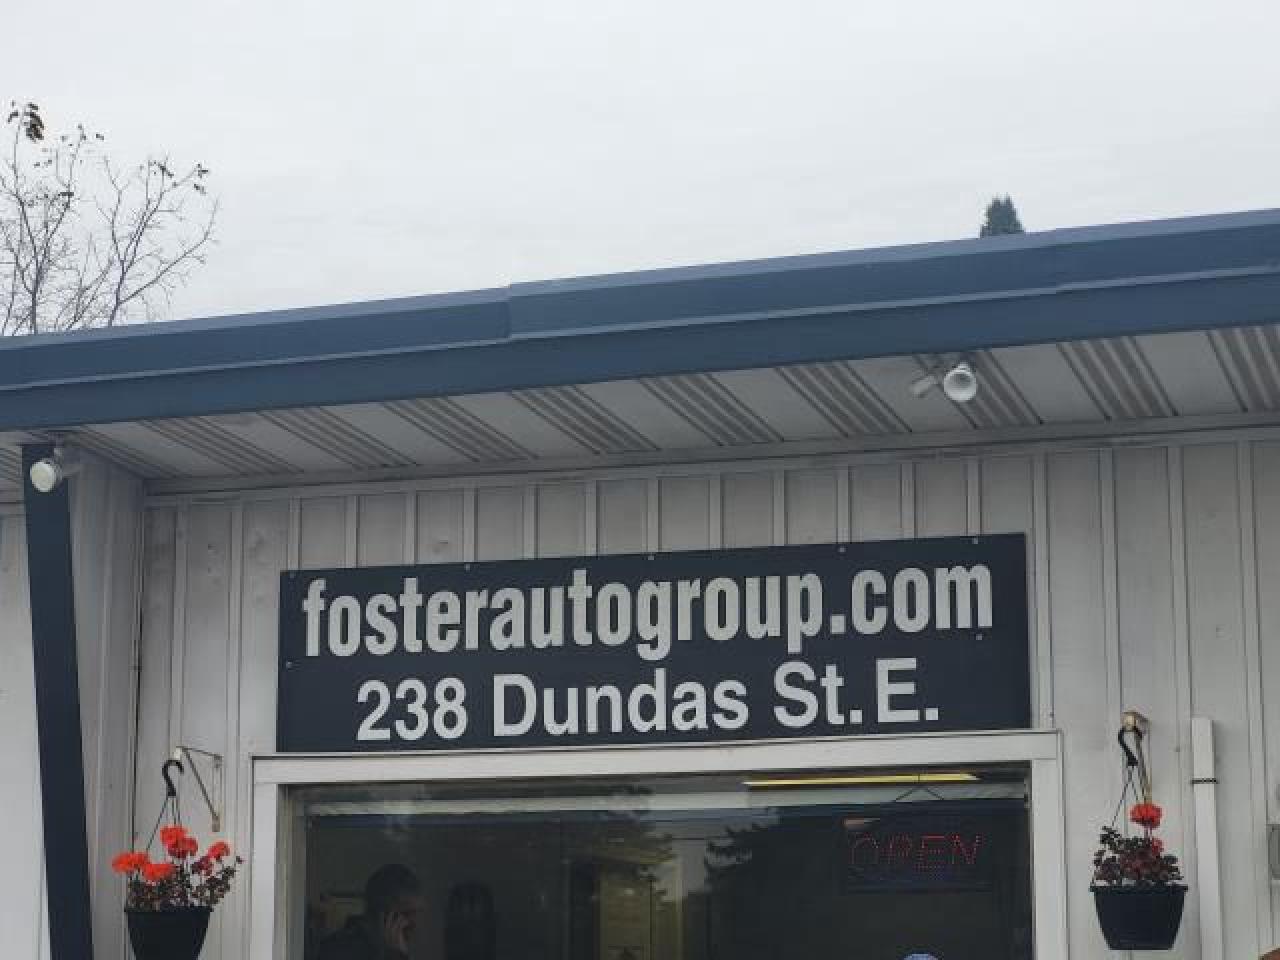 fosterautogroup.com
238 Dundas St. E.
OPEN